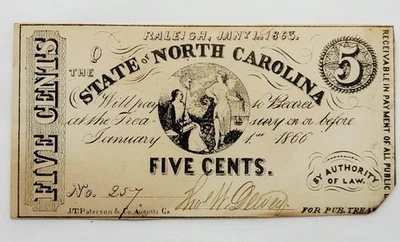 RALEIGH, JANY 1st 1863.
FIVE CENTS
THE
STATE OF NORTH CAROLINA
5
Will pay to Bearer
at the Treasury on or before
January 1st 1866
FIVE CENTS.
BY AUTHORITY
OF LAW.
RECEIVABLE IN PAYMENT OF ALL PUBLIC
No. 257
J.T. Paterson & Co. Augusta Ga
FOR PUB. TREA